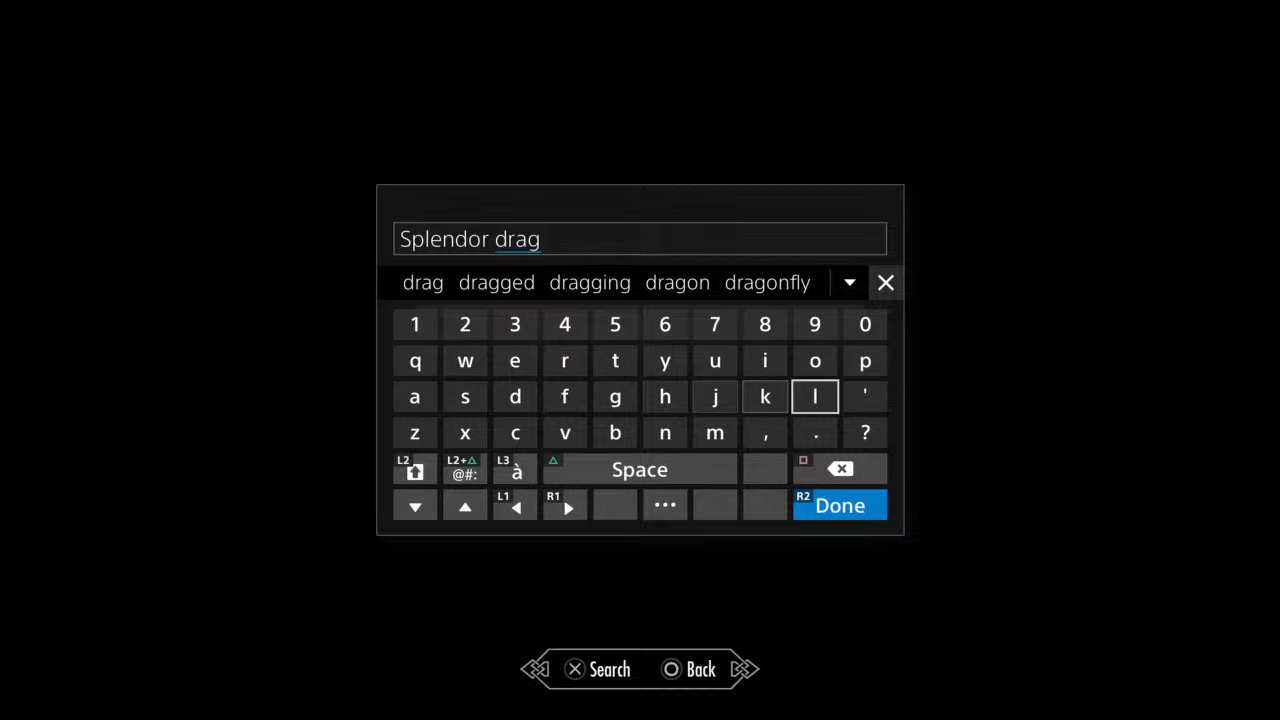 Splendor drag
drag dragged dragging dragon dragonfly
1 2 3 4 5 6 7 8 9 0
q w e r t y u i o p
a s d f g h j k l '
z x c v b n m , . ?
L2 L2+△ @#: L3 à △ Space □
L1 R1 ... R2 Done
Search Back